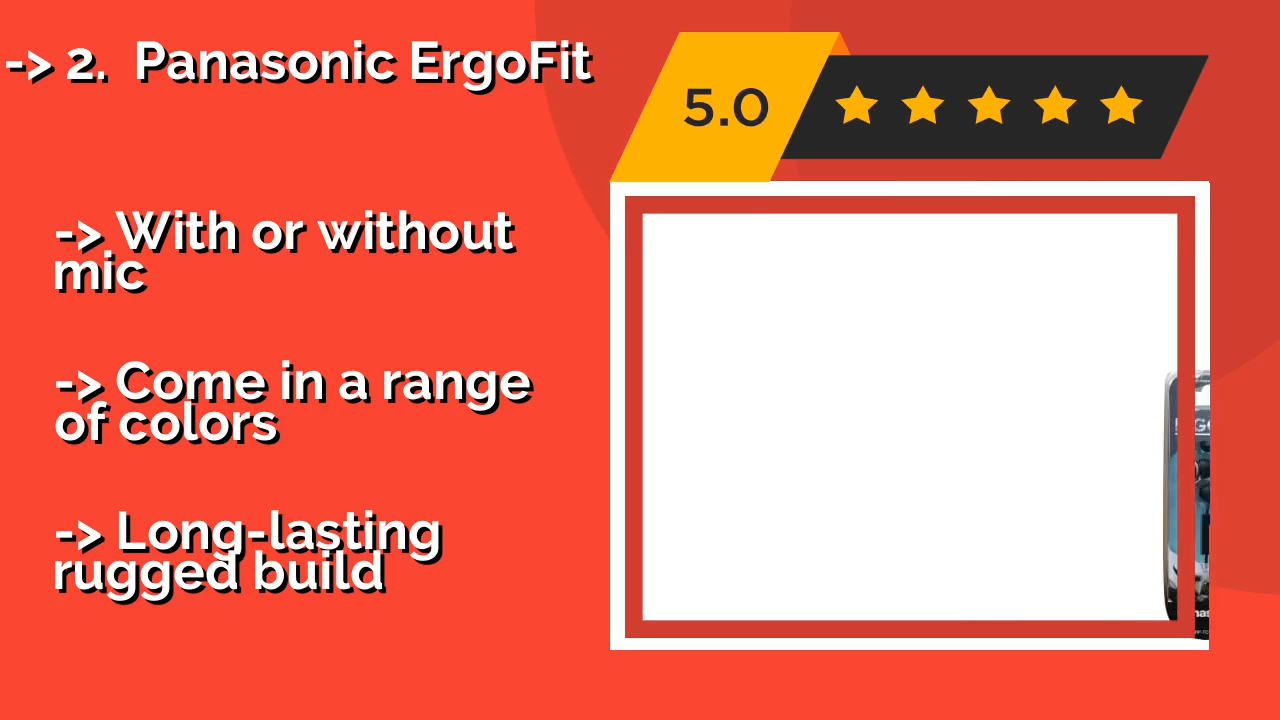 -> 2. Panasonic ErgoFit
5.0
-> With or without
mic
-> Come in a range
of colors
-> Long-lasting
rugged build